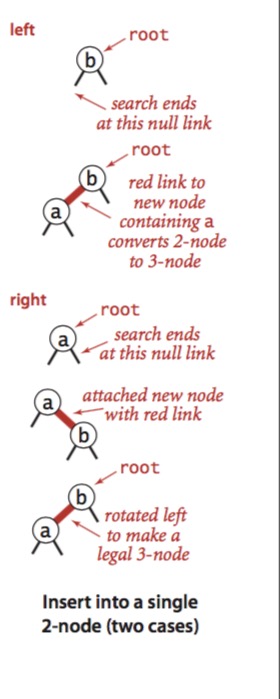 left
root
b
search ends
at this null link
root
b
a
red link to
new node
containing a
converts 2-node
to 3-node
right
root
a
search ends
at this null link
a
attached new node
with red link
b
root
b
a
rotated left
to make a
legal 3-node
Insert into a single
2-node (two cases)